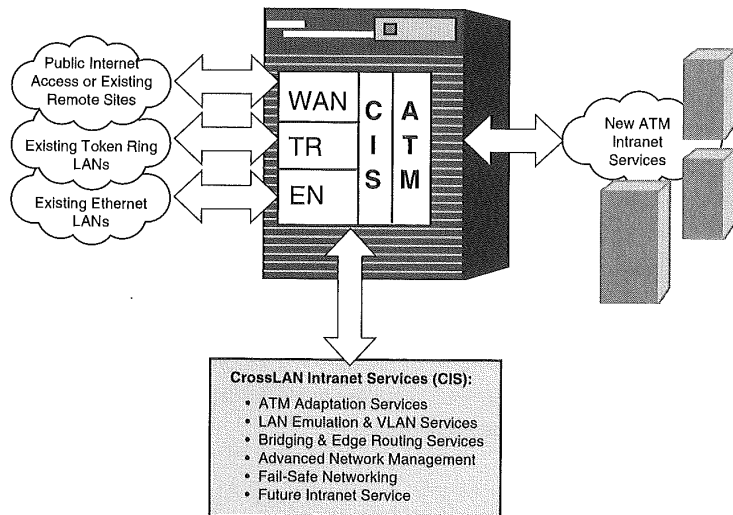 Public Internet
Access or Existing
Remote Sites
Existing Token Ring
LANs
Existing Ethernet
LANs
WAN
TR
EN
CIS
ATM
New ATM
Intranet
Services
CrossLAN Intranet Services (CIS):
• ATM Adaptation Services
• LAN Emulation & VLAN Services
• Bridging & Edge Routing Services
• Advanced Network Management
• Fail-Safe Networking
• Future Intranet Service